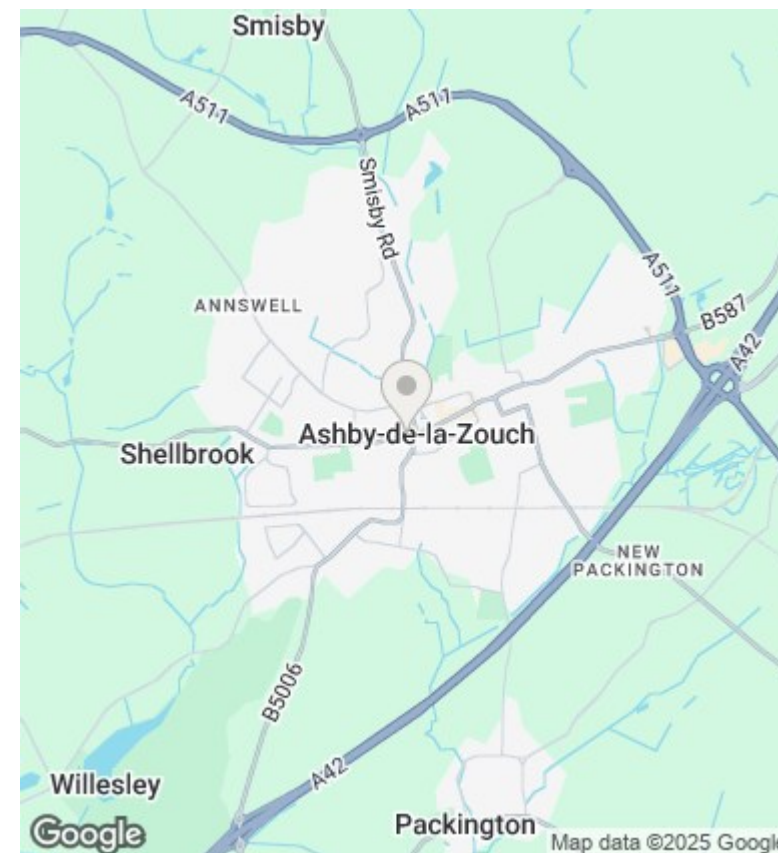 Smisby
A511
A511
Smisby Rd
A511
ANNSWELL
B587
A42
Ashby-de-la-Zouch
Shellbrook
NEW
PACKINGTON
B5006
A42
Willesley
Packington
Google
Map data ©2025 Google